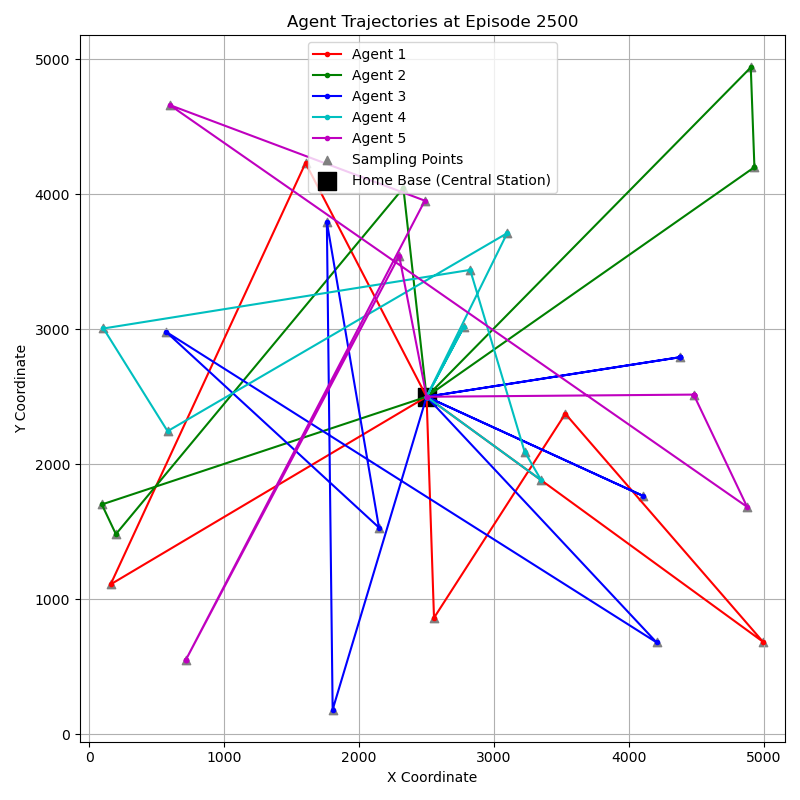 Agent Trajectories at Episode 2500
Agent 1
Agent 2
Agent 3
Agent 4
Agent 5
Sampling Points
Home Base (Central Station)
Y Coordinate
5000
4000
3000
2000
1000
0
0 1000 2000 3000 4000 5000
X Coordinate